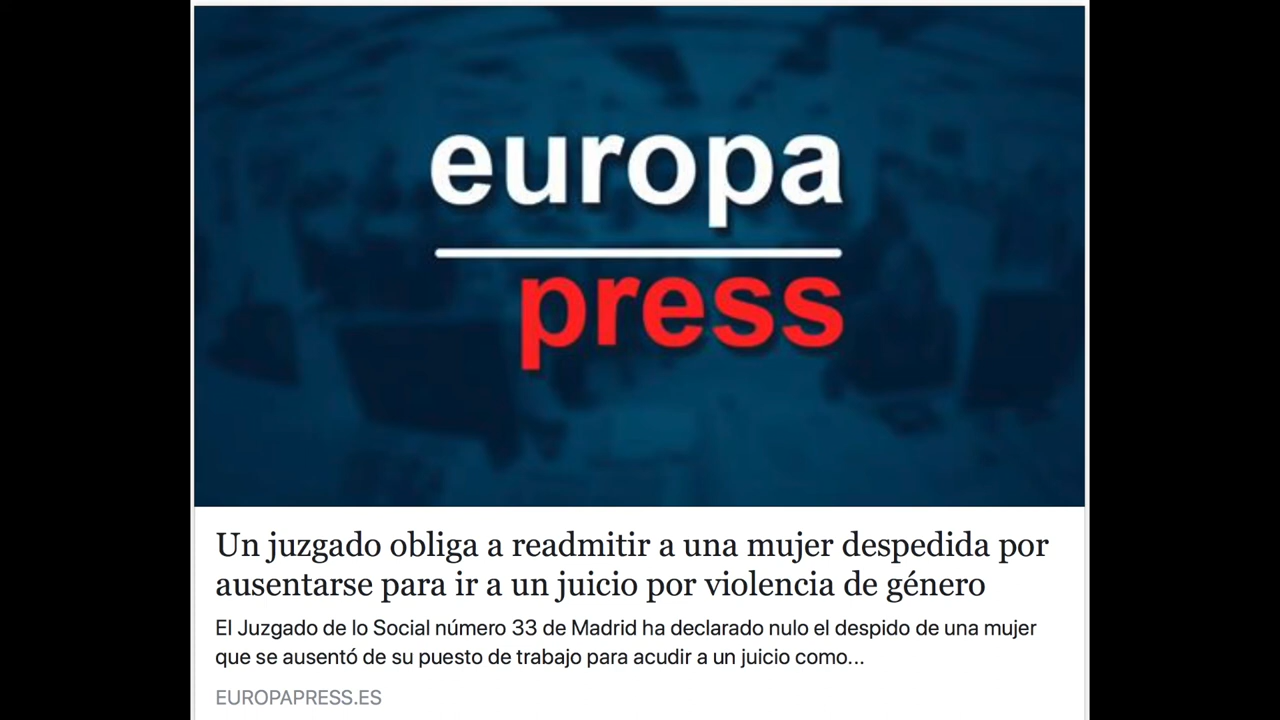 europa
press
Un juzgado obliga a readmitir a una mujer despedida por
ausentarse para ir a un juicio por violencia de género
El Juzgado de lo Social número 33 de Madrid ha declarado nulo el despido de una mujer
que se ausentó de su puesto de trabajo para acudir a un juicio como...
EUROPAPRESS.ES